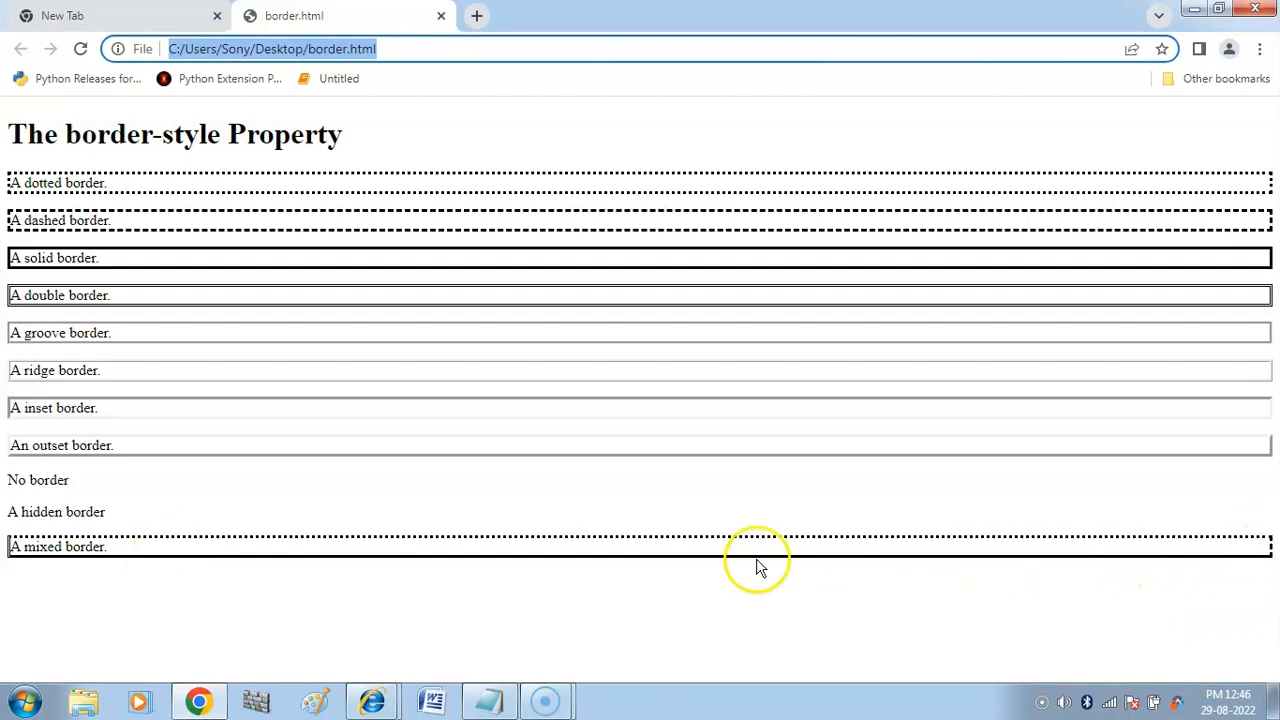 New Tab
border.html
File
C:/Users/Sony/Desktop/border.html
Python Releases for...
Python Extension P...
Untitled
Other bookmarks
The border-style Property
A dotted border.
A dashed border.
A solid border.
A double border.
A groove border.
A ridge border.
A inset border.
An outset border.
No border
A hidden border
A mixed border.
PM 12:46
29-08-2022